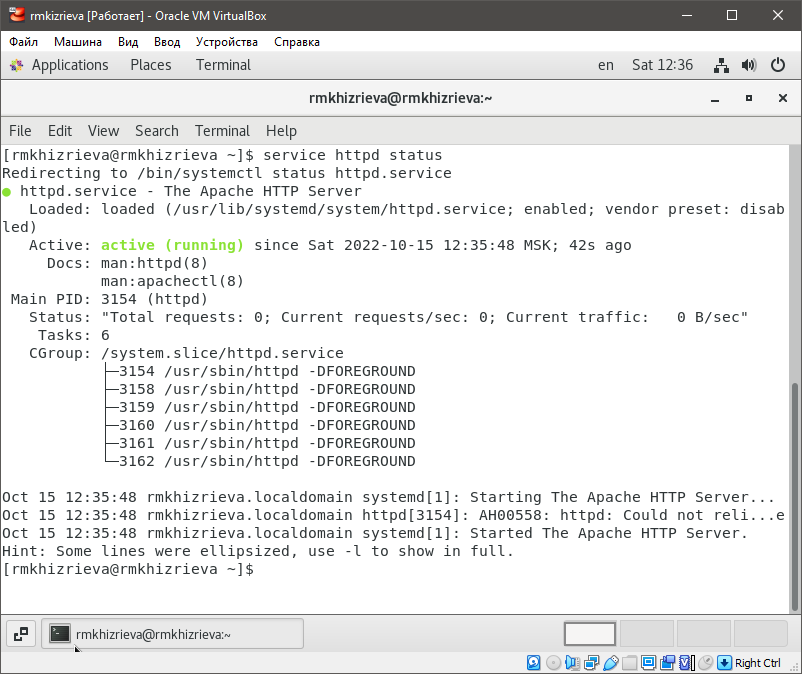 rmkizrieva [Работает] - Oracle VM VirtualBox
Файл Машина Вид Ввод Устройства Справка
Applications Places Terminal en Sat 12:36
rmkhizrieva@rmkhizrieva:~
File Edit View Search Terminal Help
[rmkhizrieva@rmkhizrieva ~]$ service httpd status
Redirecting to /bin/systemctl status httpd.service
● httpd.service - The Apache HTTP Server
   Loaded: loaded (/usr/lib/systemd/system/httpd.service; enabled; vendor preset: disab
led)
   Active: active (running) since Sat 2022-10-15 12:35:48 MSK; 42s ago
     Docs: man:httpd(8)
           man:apachectl(8)
 Main PID: 3154 (httpd)
   Status: "Total requests: 0; Current requests/sec: 0; Current traffic:   0 B/sec"
    Tasks: 6
   CGroup: /system.slice/httpd.service
           ├─3154 /usr/sbin/httpd -DFOREGROUND
           ├─3158 /usr/sbin/httpd -DFOREGROUND
           ├─3159 /usr/sbin/httpd -DFOREGROUND
           ├─3160 /usr/sbin/httpd -DFOREGROUND
           ├─3161 /usr/sbin/httpd -DFOREGROUND
           └─3162 /usr/sbin/httpd -DFOREGROUND
Oct 15 12:35:48 rmkhizrieva.localdomain systemd[1]: Starting The Apache HTTP Server...
Oct 15 12:35:48 rmkhizrieva.localdomain httpd[3154]: AH00558: httpd: Could not reli...e
Oct 15 12:35:48 rmkhizrieva.localdomain systemd[1]: Started The Apache HTTP Server.
Hint: Some lines were ellipsized, use -l to show in full.
[rmkhizrieva@rmkhizrieva ~]$
rmkhizrieva@rmkhizrieva:~
Right Ctrl